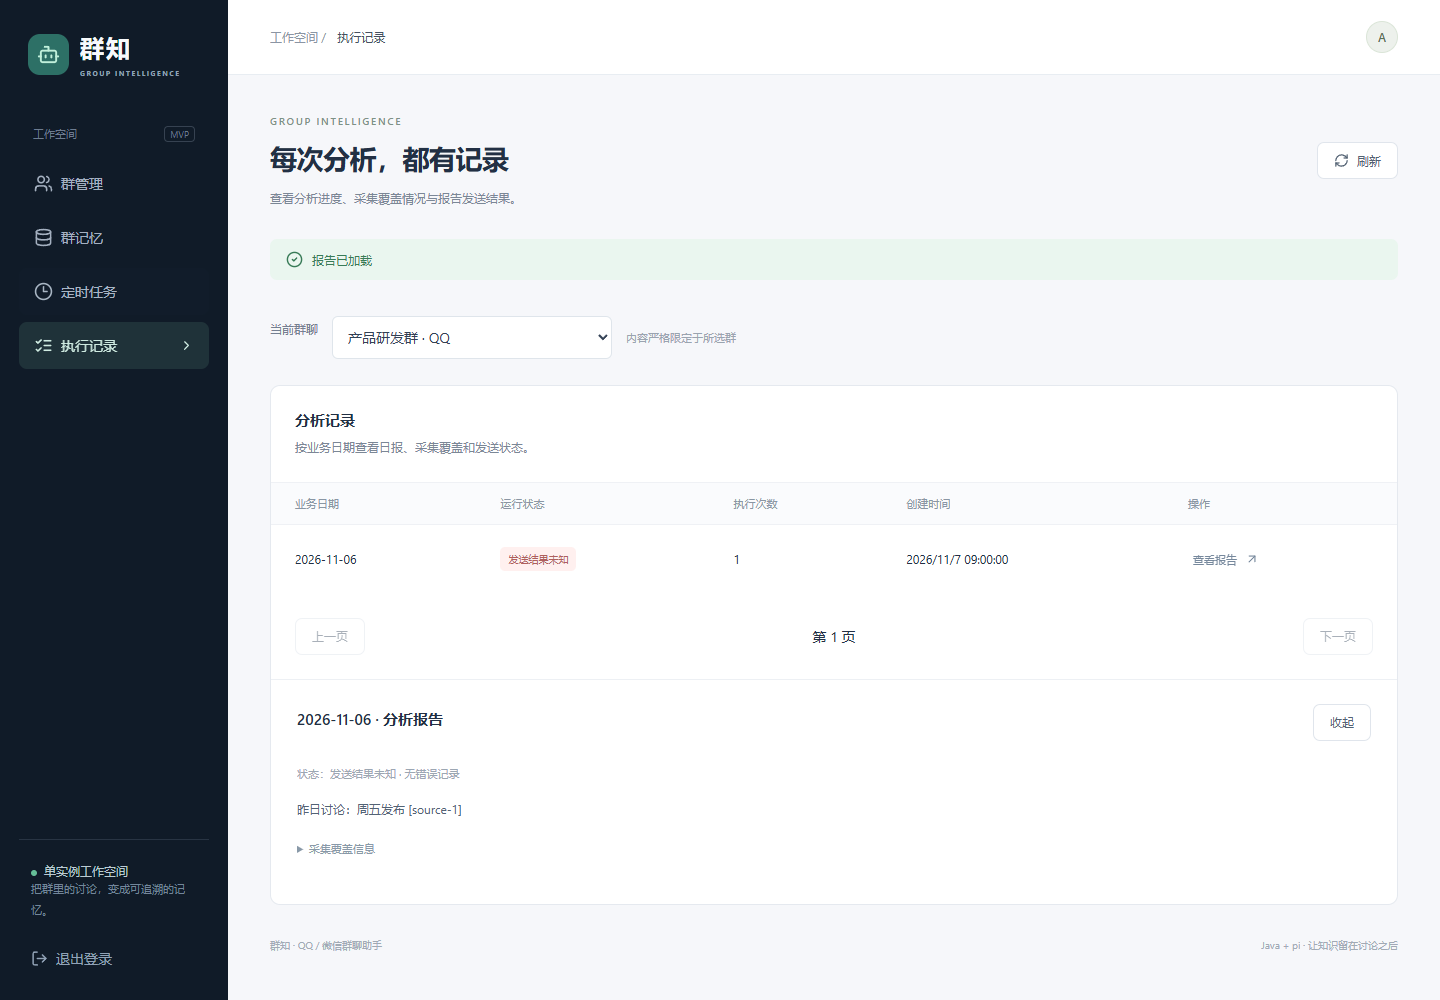 群知
GROUP INTELLIGENCE
工作空间
MVP
群管理
群记忆
定时任务
执行记录
单实例工作空间
把群里的讨论，变成可追溯的记
忆。
退出登录
工作空间 / 执行记录
A
GROUP INTELLIGENCE
每次分析，都有记录
查看分析进度、采集覆盖情况与报告发送结果。
刷新
报告已加载
当前群聊
产品研发群 · QQ
内容严格限定于所选群
分析记录
按业务日期查看日报、采集覆盖和发送状态。
业务日期 运行状态 执行次数 创建时间 操作
2026-11-06 发送结果未知 1 2026/11/7 09:00:00 查看报告
上一页 第 1 页 下一页
2026-11-06 · 分析报告
收起
状态：发送结果未知 · 无错误记录
昨日讨论：周五发布 [source-1]
采集覆盖信息
群知 · QQ / 微信群聊助手
Java + pi · 让知识留在讨论之后